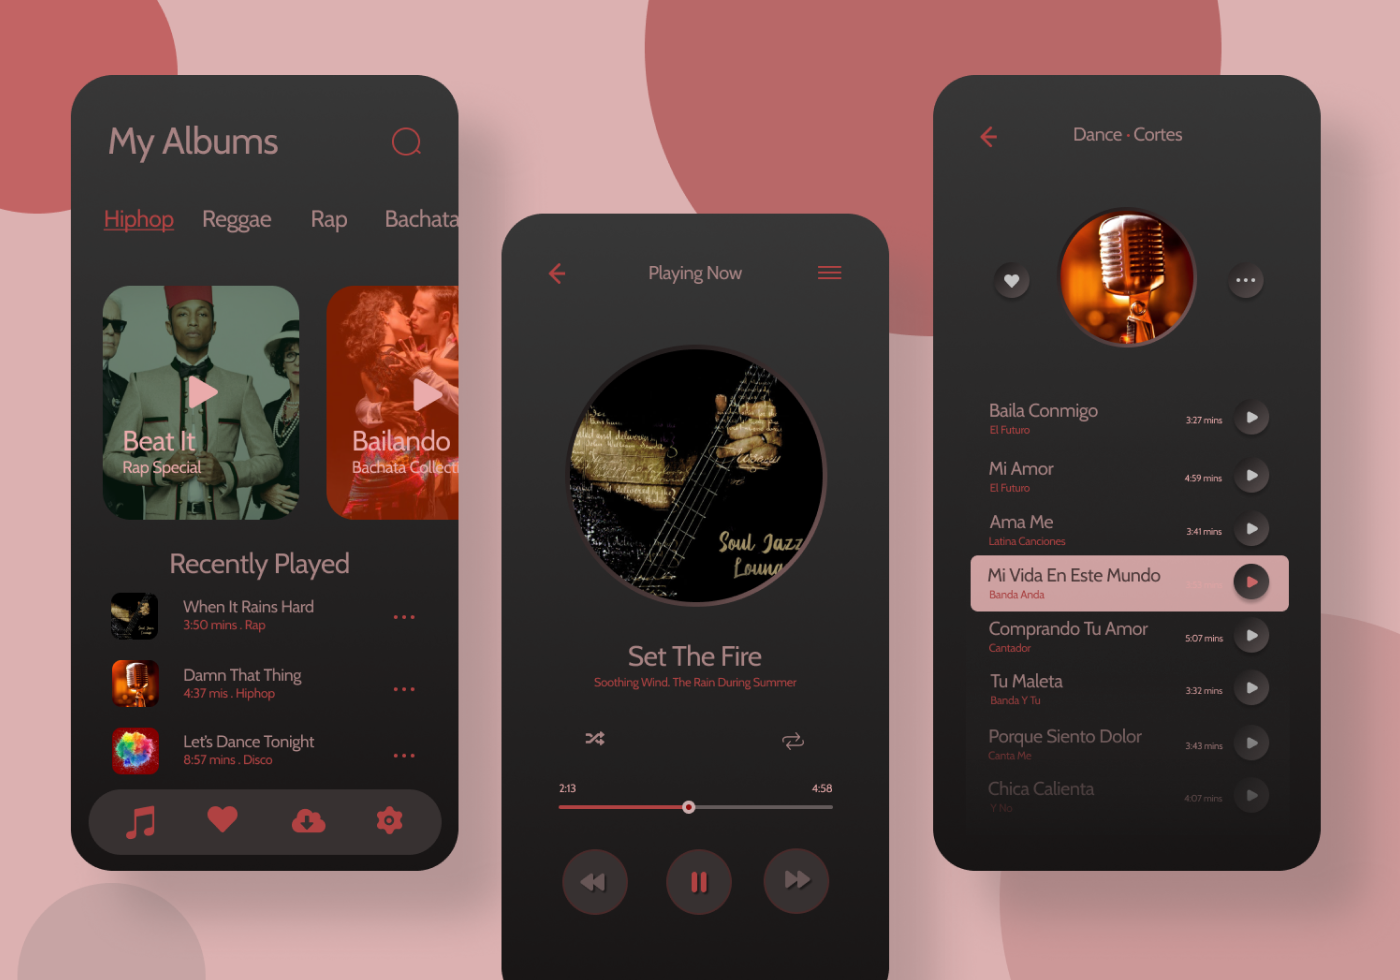 My Albums
Hiphop Reggae Rap Bachata
Beat It
Rap Special
Bailando
Bachata Collecti
Recently Played
When It Rains Hard
3:50 mins . Rap
Damn That Thing
4:37 mis . Hiphop
Let's Dance Tonight
8:57 mins . Disco
Playing Now
Soul Jazz
Loung
Set The Fire
Soothing Wind. The Rain During Summer
2:13 4:58
Dance · Cortes
Baila Conmigo
El Futuro
3:27 mins
Mi Amor
El Futuro
4:59 mins
Ama Me
Latina Canciones
3:41 mins
Mi Vida En Este Mundo
Banda Anda
Comprando Tu Amor
Cantador
5:07 mins
Tu Maleta
Banda Y Tu
3:32 mins
Porque Siento Dolor
Canta Me
3:43 mins
Chica Calienta
Y No
4:07 mins